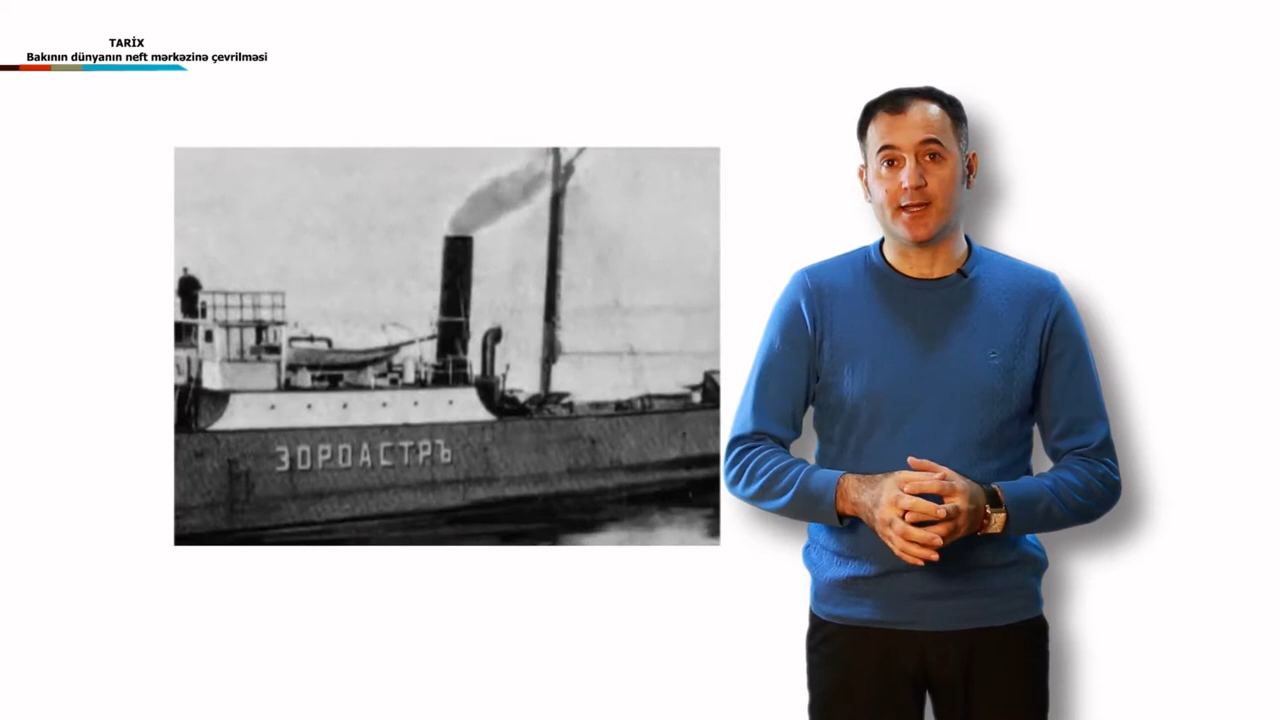 TARİX
Bakının dünyanın neft mərkəzinə çevrilməsi
ЗОРОАСТРЪ